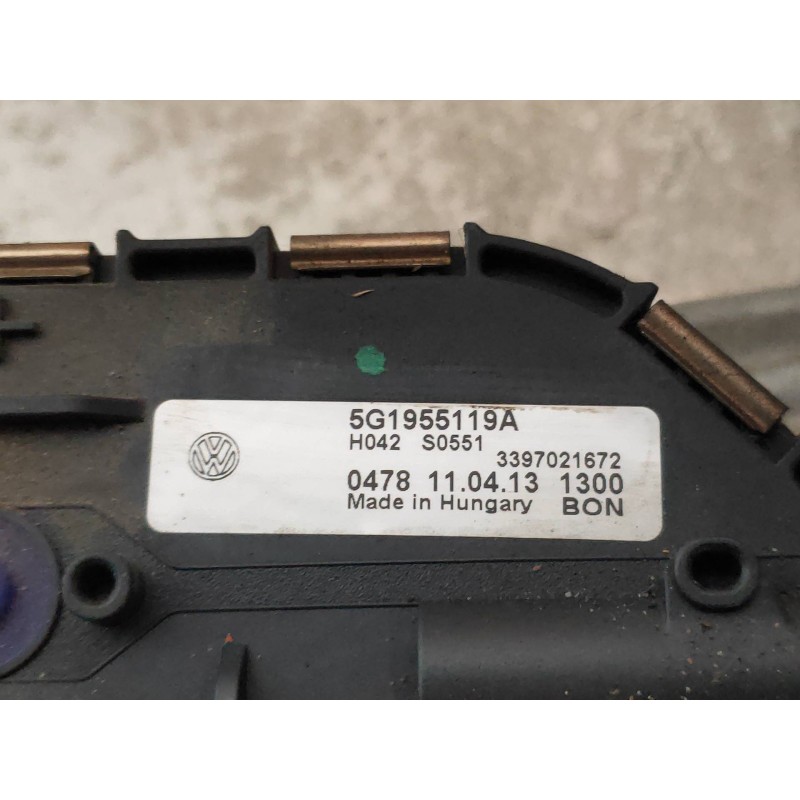 5G1955119A
H042 S0551
3397021672
0478 11.04.13 1300
Made in Hungary BON